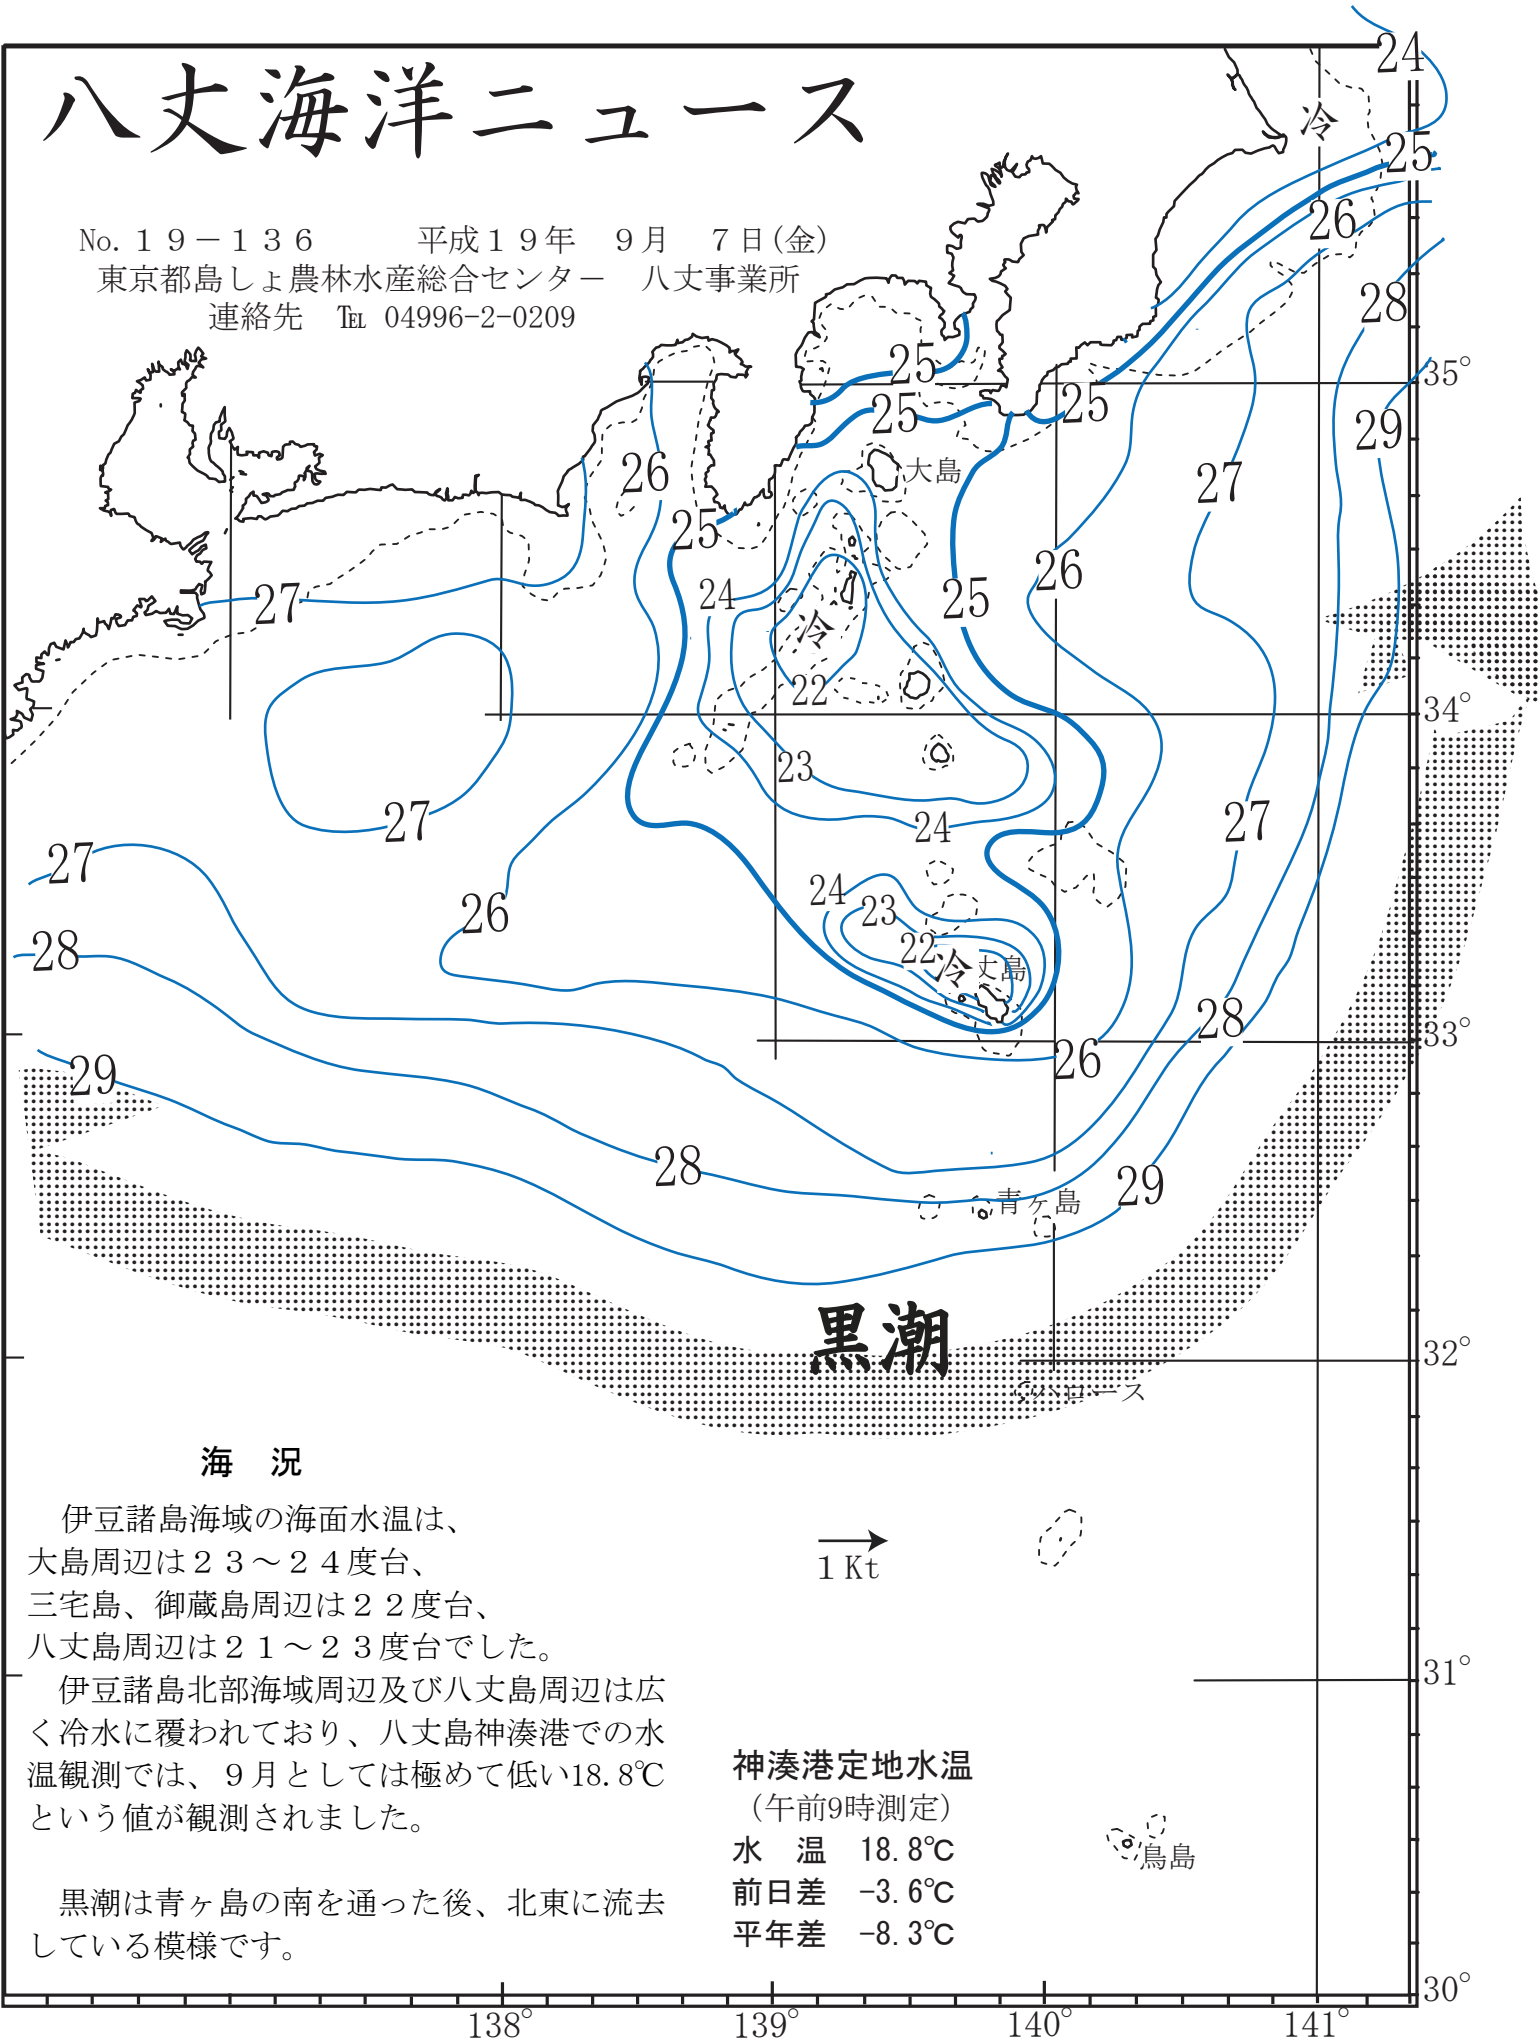 八丈海洋ニュース
No.１９－１３６　　　平成１９年　９月　７日(金)
東京都島しょ農林水産総合センター　八丈事業所
連絡先　℡ 04996-2-0209
24
冷
25
26
28
35°
25
25
25
29
大島
26
27
25
26
24
25
27
冷
22
34°
23
27
24
27
27
24
23
26
22
冷
丈島
28
28
33°
26
29
28
29
青ヶ島
黒潮
32°
ベヨネース
海　況
　伊豆諸島海域の海面水温は、
大島周辺は２３～２４度台、
三宅島、御蔵島周辺は２２度台、
八丈島周辺は２１～２３度台でした。
　伊豆諸島北部海域周辺及び八丈島周辺は広
く冷水に覆われており、八丈島神湊港での水
温観測では、９月としては極めて低い18.8℃
という値が観測されました。
　黒潮は青ヶ島の南を通った後、北東に流去
している模様です。
1 Kt
31°
神湊港定地水温
（午前9時測定）
水　温　18.8℃
前日差　-3.6℃
平年差　-8.3℃
鳥島
30°
138°
139°
140°
141°